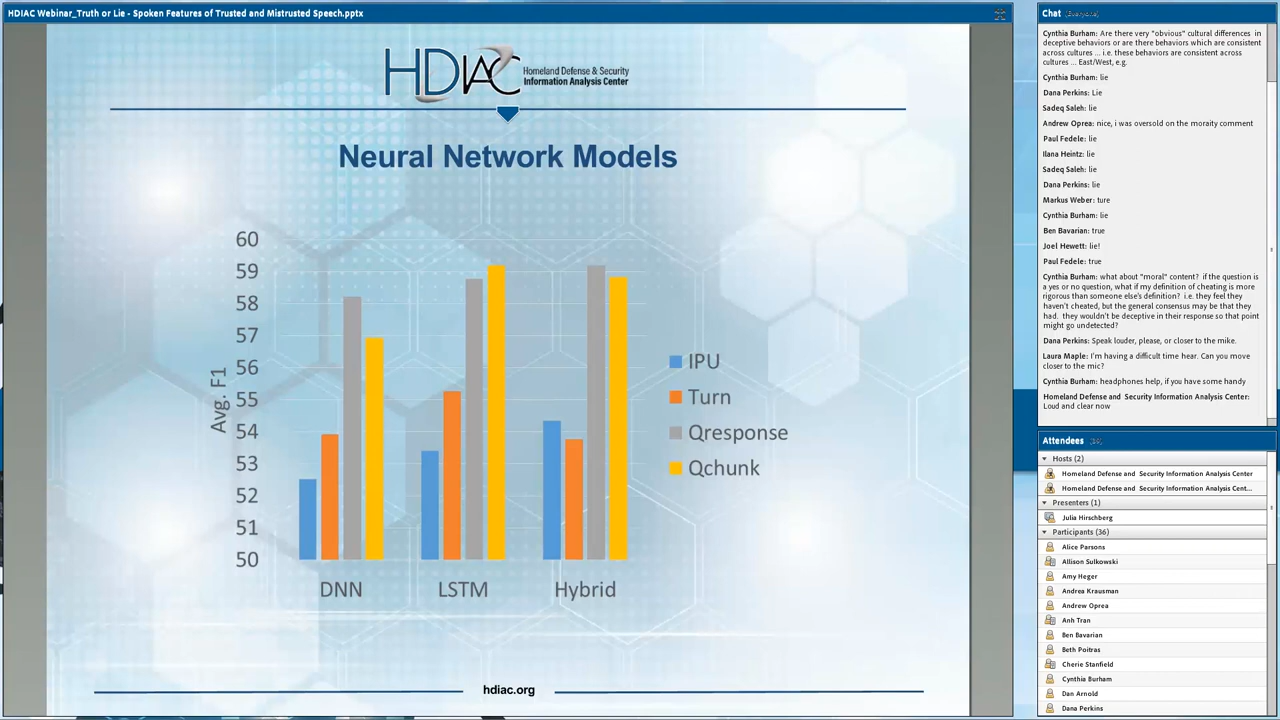 HDIAC Webinar_Truth or Lie - Spoken Features of Trusted and Mistrusted Speech.pptx
HDIAC
Homeland Defense & Security
Information Analysis Center
Neural Network Models
60
59
58
57
56
55
54
53
52
51
50
Avg. F1
DNN
LSTM
Hybrid
IPU
Turn
Qresponse
Qchunk
hdiac.org
Chat (Everyone)
Cynthia Burham: Are there very "obvious" cultural differences in
deceptive behaviors or are there behaviors which are consistent
across cultures ... i.e. these behaviors are consistent across
cultures ... East/West, e.g.
Cynthia Burham: lie
Dana Perkins: Lie
Sadeq Saleh: lie
Andrew Oprea: nice, i was oversold on the moraity comment
Paul Fedele: lie
Ilana Heintz: lie
Sadeq Saleh: lie
Dana Perkins: lie
Markus Weber: ture
Cynthia Burham: lie
Ben Bavarian: true
Joel Hewett: lie!
Paul Fedele: true
Cynthia Burham: what about "moral" content? if the question is
a yes or no question, what if my definition of cheating is more
rigorous than someone else's definition? i.e. they feel they
haven't cheated, but the general consensus may be that they
had. they wouldn't be deceptive in their response so that point
might go undetected?
Dana Perkins: Speak louder, please, or closer to the mike.
Laura Maple: I'm having a difficult time hear. Can you move
closer to the mic?
Cynthia Burham: headphones help, if you have some handy
Homeland Defense and Security Information Analysis Center:
Loud and clear now
Attendees
Hosts (2)
Homeland Defense and Security Information Analysis Center
Homeland Defense and Security Information Analysis Cent...
Presenters (1)
Julia Hirschberg
Participants (36)
Alice Parsons
Allison Sulkowski
Amy Heger
Andrea Krausman
Andrew Oprea
Anh Tran
Ben Bavarian
Beth Poitras
Cherie Stanfield
Cynthia Burham
Dan Arnold
Dana Perkins